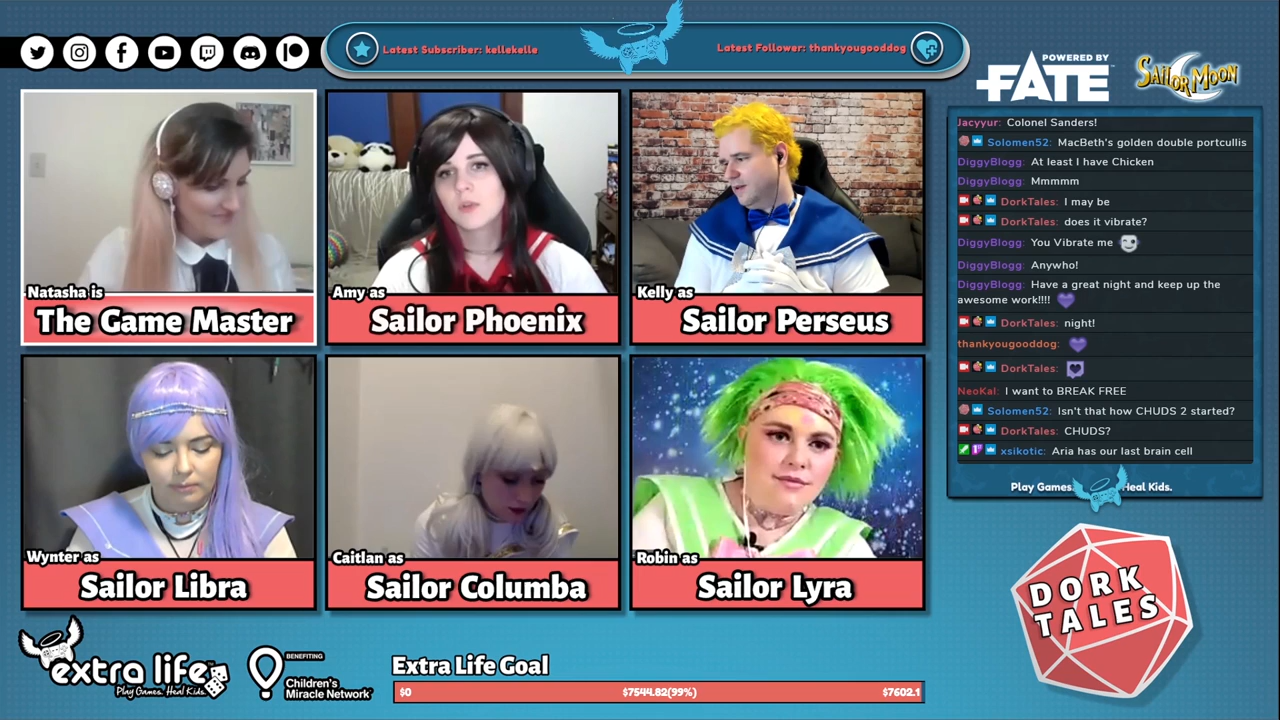 Latest Subscriber: kellekelle
Latest Follower: thankyougooddog
POWERED BY
FATE
SAILOR MOON
Natasha is
The Game Master
Amy as
Sailor Phoenix
Kelly as
Sailor Perseus
Wynter as
Sailor Libra
Caitlan as
Sailor Columba
Robin as
Sailor Lyra
Jacyyur: Colonel Sanders!
Solomen52: MacBeth's golden double portcullis
DiggyBlogg: At least I have Chicken
DiggyBlogg: Mmmmm
DorkTales: I may be
DorkTales: does it vibrate?
DiggyBlogg: You Vibrate me
DiggyBlogg: Anywho!
DiggyBlogg: Have a great night and keep up the
awesome work!!!!
DorkTales: night!
thankyougooddog:
DorkTales:
NeoKal: I want to BREAK FREE
Solomen52: Isn't that how CHUDS 2 started?
DorkTales: CHUDS?
xsikotic: Aria has our last brain cell
Play Games. Heal Kids.
DORK
TALES
extra life
Play Games. Heal Kids.
BENEFITING
Children's
Miracle Network
Extra Life Goal
$0
$7544.82(99%)
$7602.1